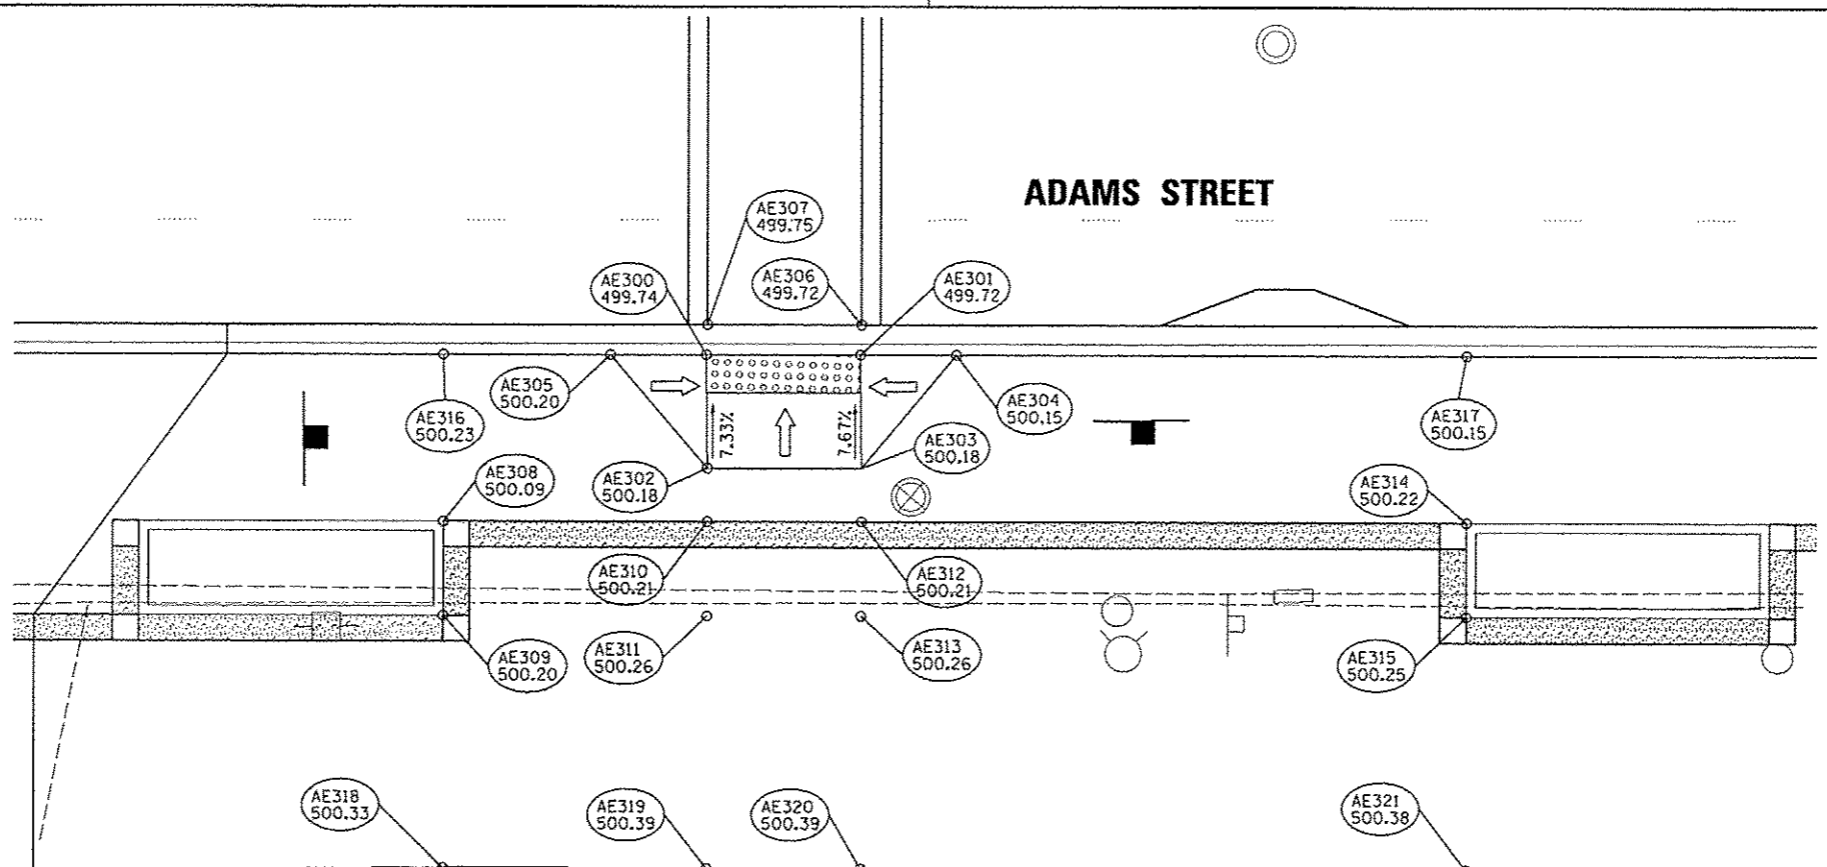 ADAMS STREET
AE307
499.75
AE300
499.74
AE306
499.72
AE301
499.72
AE305
500.20
AE316
500.23
7.33%
7.67%
AE304
500.15
AE317
500.15
AE303
500.18
AE308
500.09
AE302
500.18
AE314
500.22
AE310
500.21
AE312
500.21
AE309
500.20
AE311
500.26
AE313
500.26
AE315
500.25
AE318
500.33
AE319
500.39
AE320
500.39
AE321
500.38